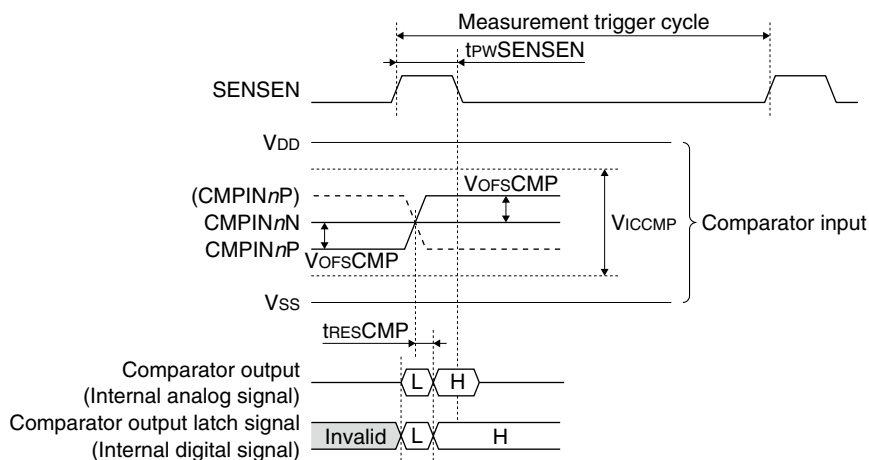 Measurement trigger cycle
tPWSENSEN
SENSEN
VDD
(CMPINnP)
VOFSCMP
CMPINnN
VICCMP
Comparator input
CMPINnP
VOFSCMP
VSS
tRESCMP
Comparator output
(Internal analog signal)
L
H
Comparator output latch signal
(Internal digital signal)
Invalid
L
H